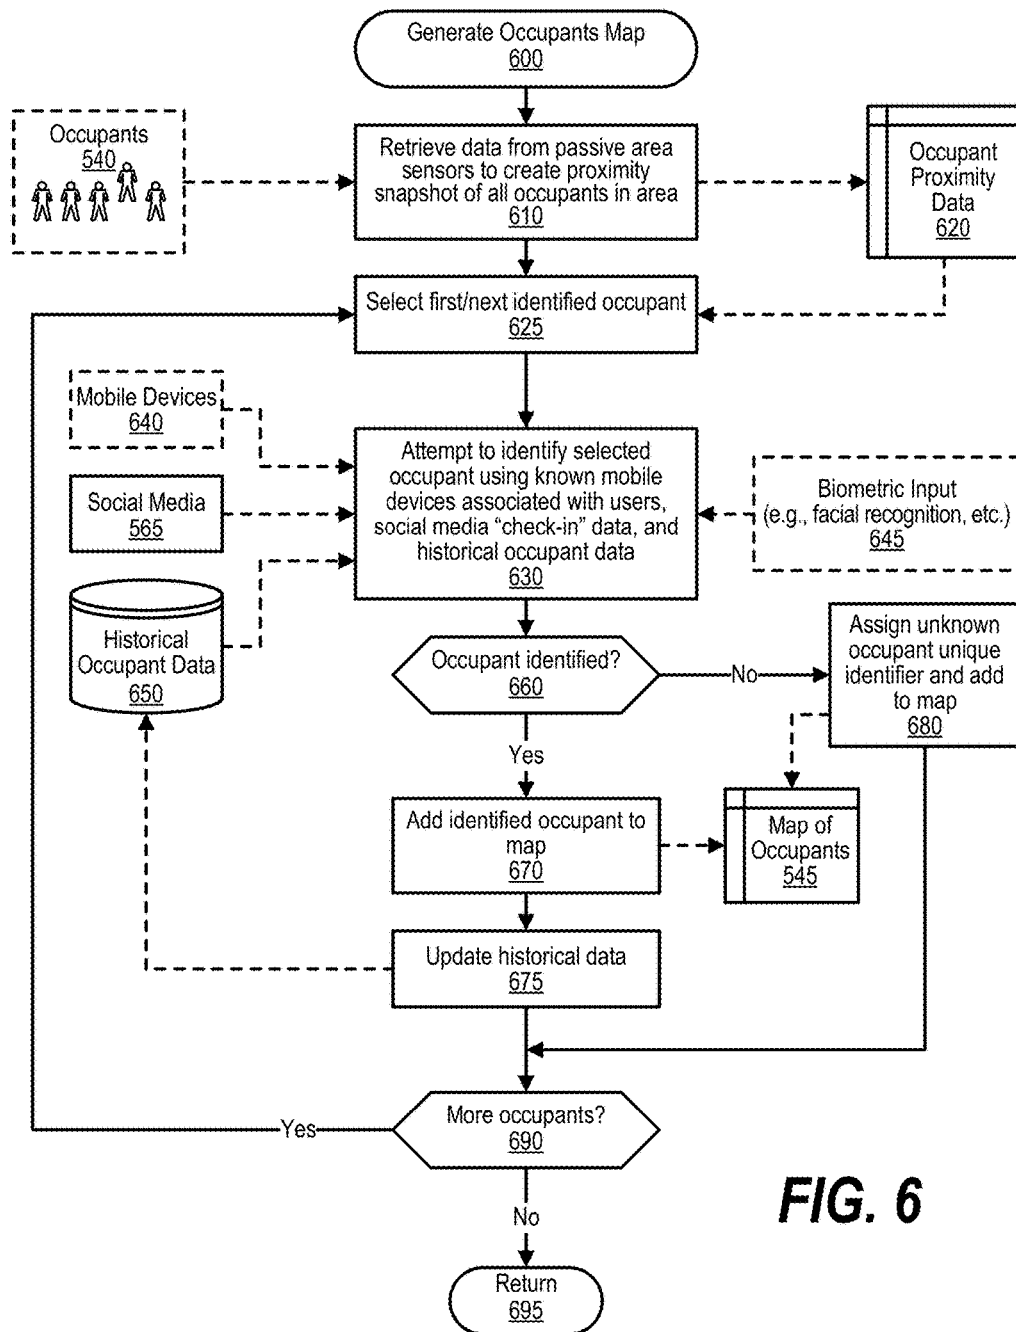 Generate Occupants Map
600
Occupants
540
Retrieve data from passive area
sensors to create proximity
snapshot of all occupants in area
610
Occupant
Proximity
Data
620
Select first/next identified occupant
625
Mobile Devices
640
Social Media
565
Historical
Occupant Data
650
Attempt to identify selected
occupant using known mobile
devices associated with users,
social media “check-in” data, and
historical occupant data
630
Biometric Input
(e.g., facial recognition, etc.)
645
Occupant identified?
660
No
Assign unknown
occupant unique
identifier and add
to map
680
Yes
Add identified occupant to
map
670
Map of
Occupants
545
Update historical data
675
More occupants?
690
Yes
No
Return
695
FIG. 6